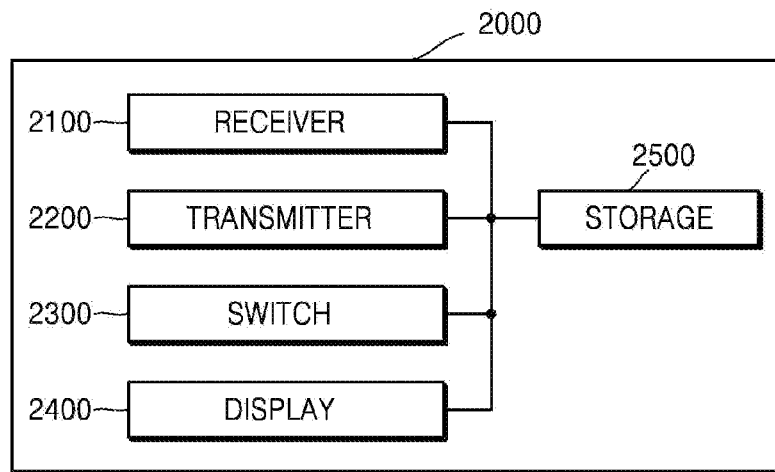 2000
2100 RECEIVER
2500
2200 TRANSMITTER STORAGE
2300 SWITCH
2400 DISPLAY